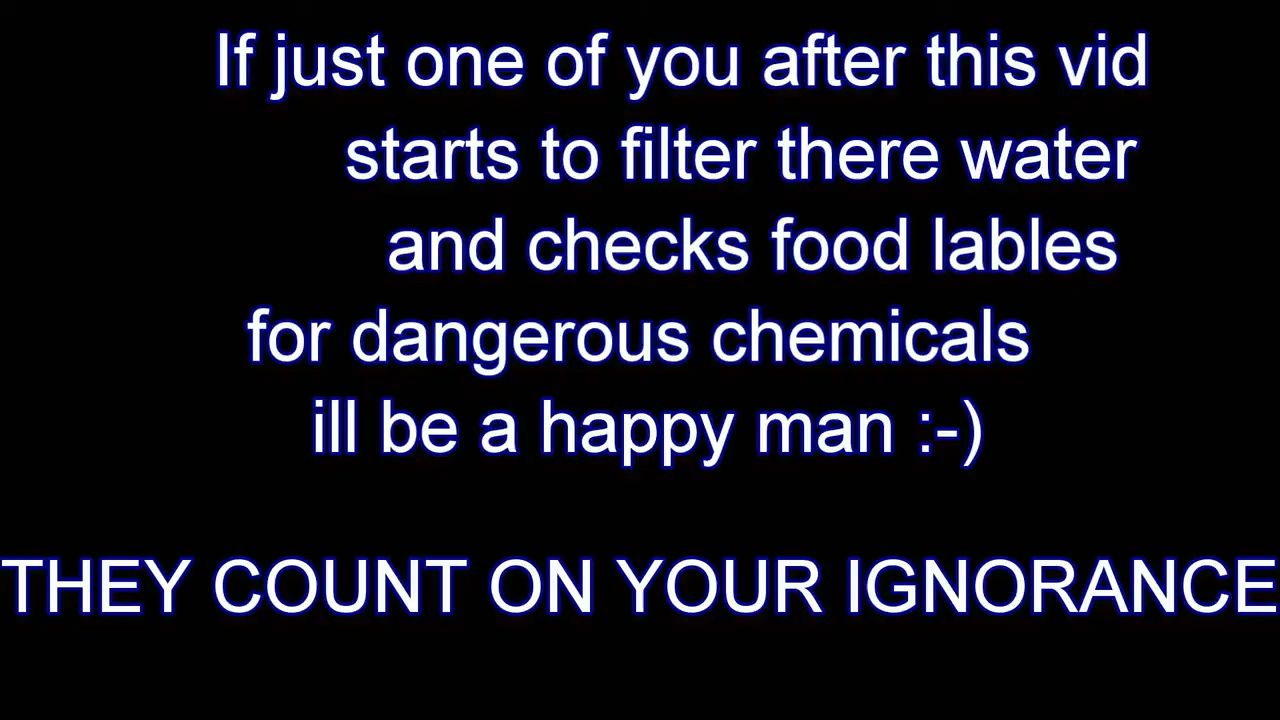 If just one of you after this vid
starts to filter there water
and checks food lables
for dangerous chemicals
ill be a happy man :-)
THEY COUNT ON YOUR IGNORANCE